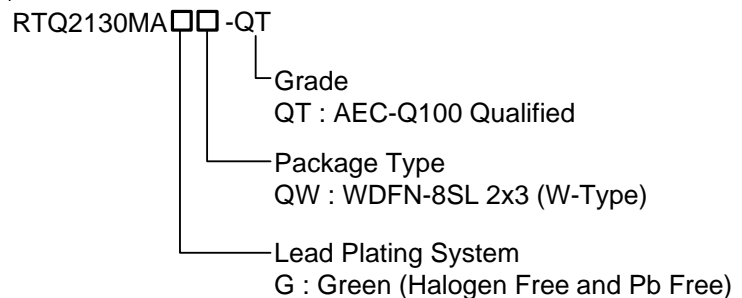 RTQ2130MA□□-QT
Grade
QT : AEC-Q100 Qualified
Package Type
QW : WDFN-8SL 2x3 (W-Type)
Lead Plating System
G : Green (Halogen Free and Pb Free)